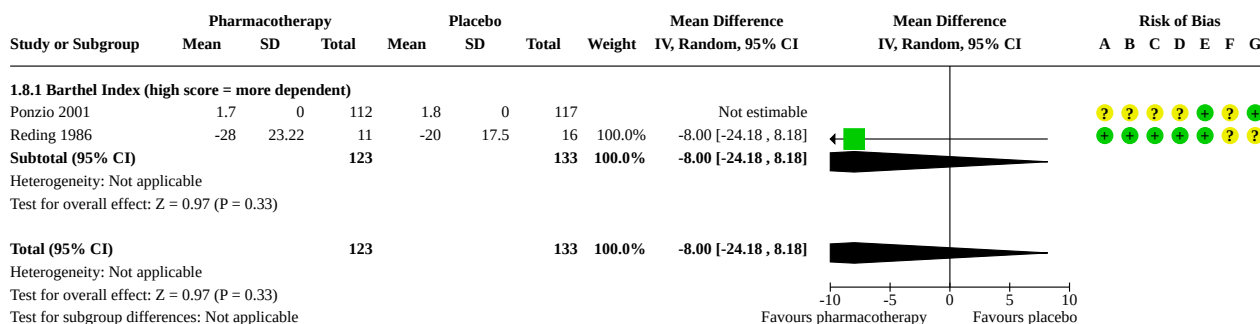 Pharmacotherapy Placebo Mean Difference Mean Difference Risk of Bias
Study or Subgroup Mean SD Total Mean SD Total Weight IV, Random, 95% CI IV, Random, 95% CI A B C D E F G
1.8.1 Barthel Index (high score = more dependent)
Ponzio 2001 1.7 0 112 1.8 0 117 Not estimable ? ? ? ? + ? +
Reding 1986 -28 23.22 11 -20 17.5 16 100.0% -8.00 [-24.18 , 8.18] + + + + + ? ?
Subtotal (95% CI) 123 133 100.0% -8.00 [-24.18 , 8.18]
Heterogeneity: Not applicable
Test for overall effect: Z = 0.97 (P = 0.33)
Total (95% CI) 123 133 100.0% -8.00 [-24.18 , 8.18]
Heterogeneity: Not applicable
Test for overall effect: Z = 0.97 (P = 0.33) -10 -5 0 5 10
Test for subgroup differences: Not applicable Favours pharmacotherapy Favours placebo